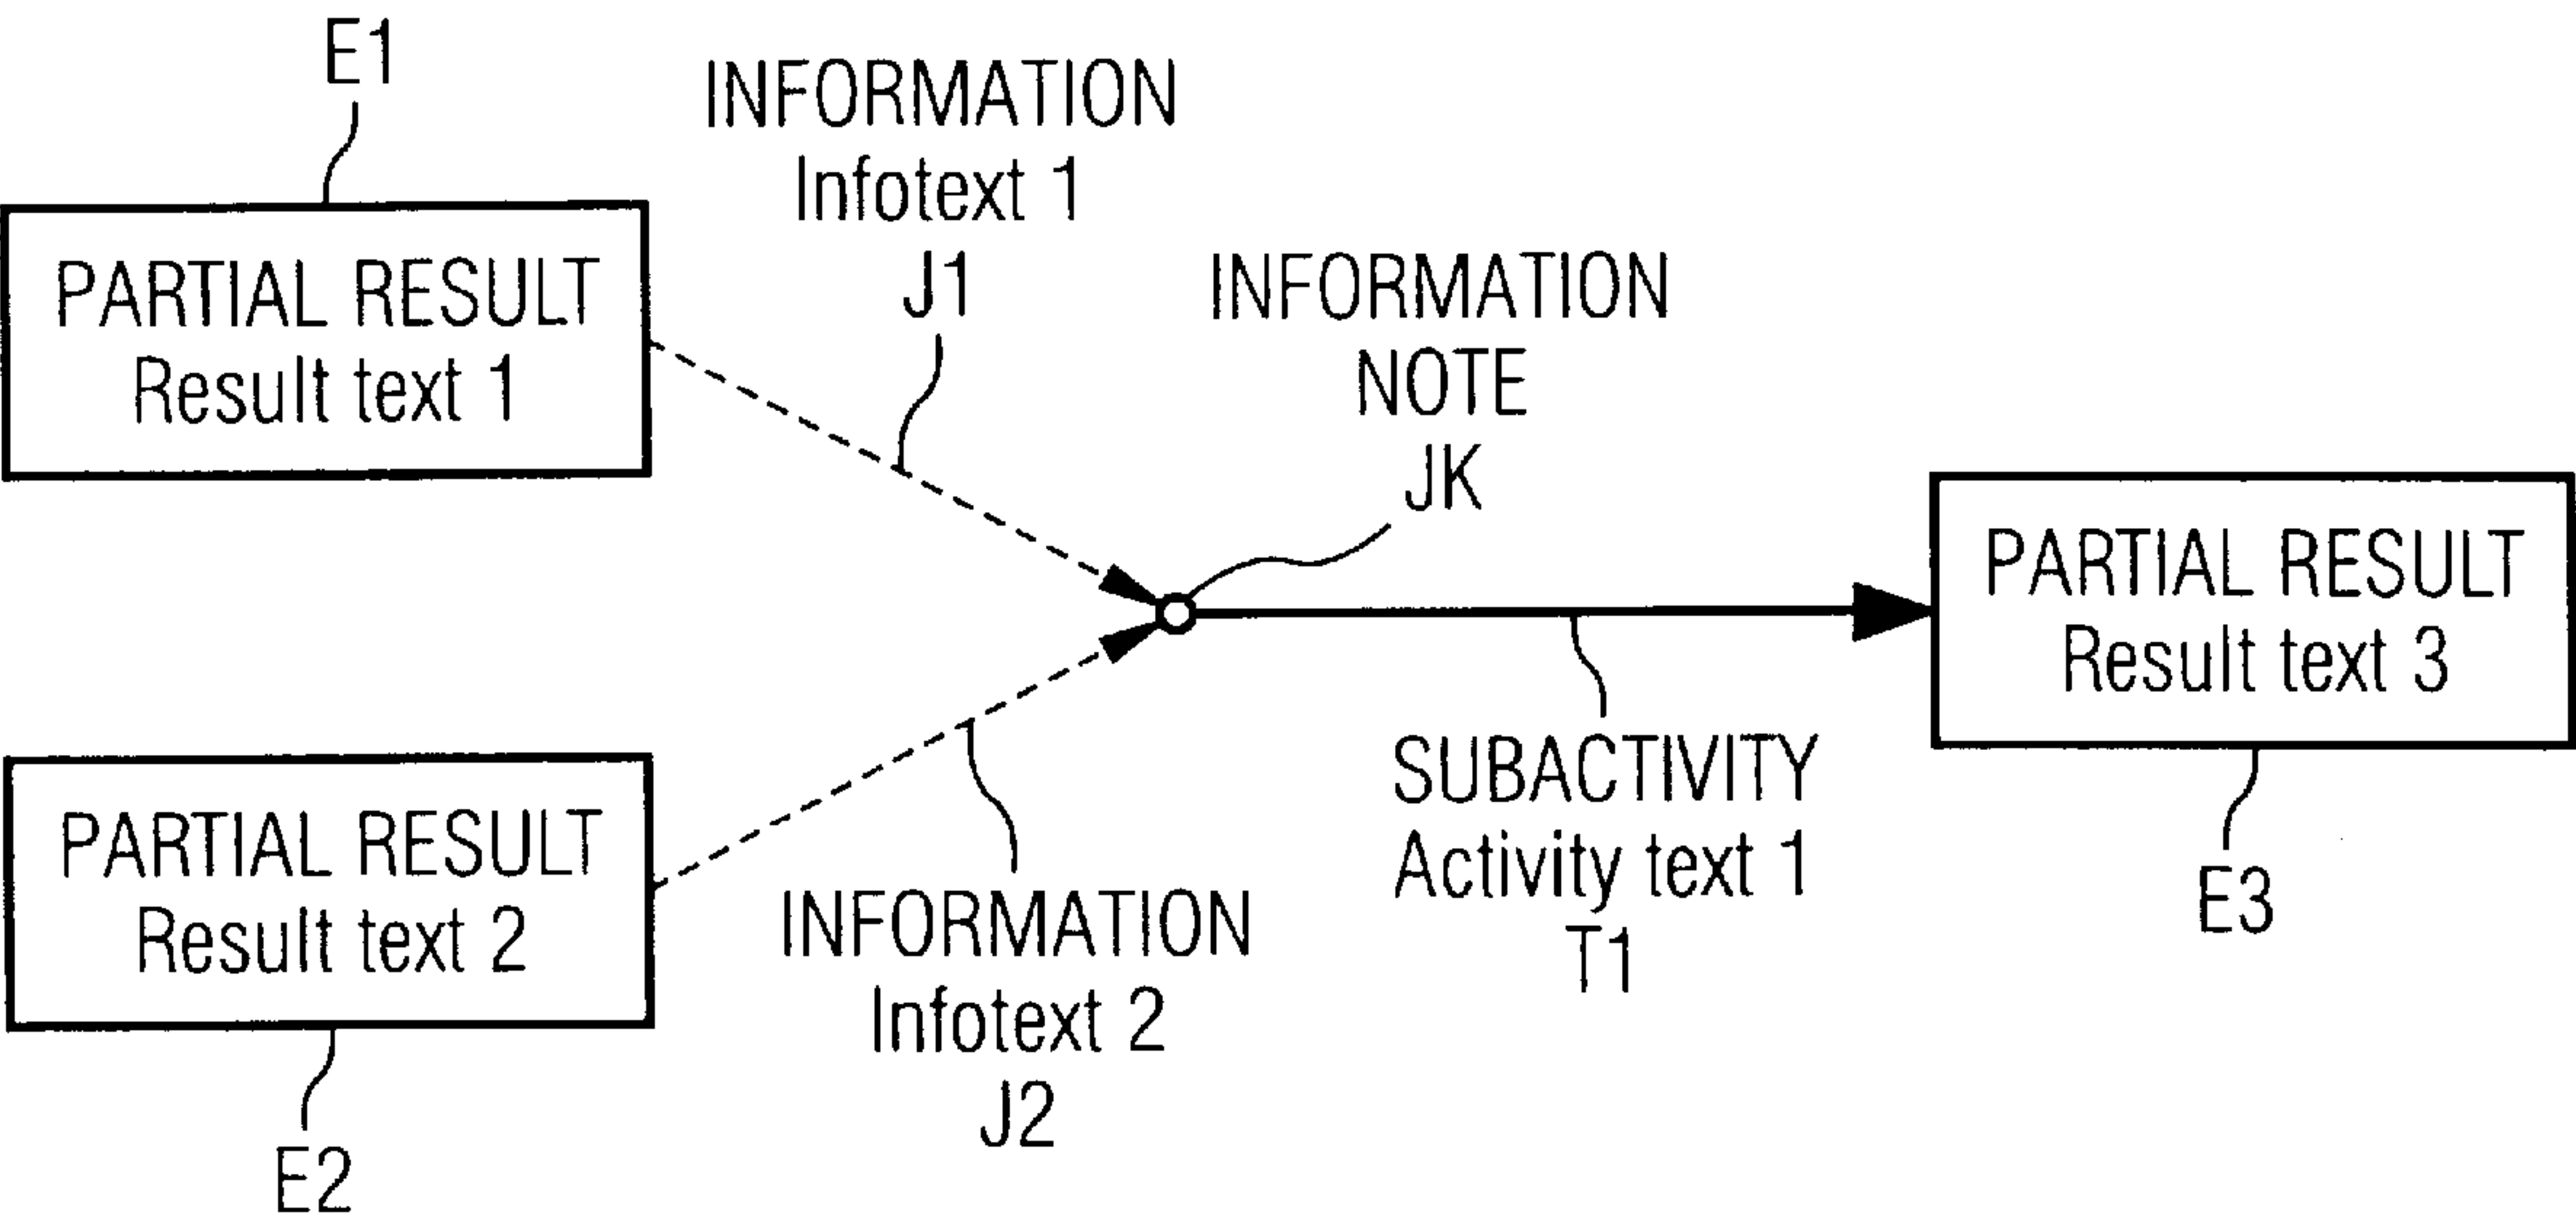 E1
PARTIAL RESULT
Result text 1
INFORMATION
Infotext 1
J1
INFORMATION
NOTE
JK
PARTIAL RESULT
Result text 2
E2
INFORMATION
Infotext 2
J2
SUBACTIVITY
Activity text 1
T1
PARTIAL RESULT
Result text 3
E3